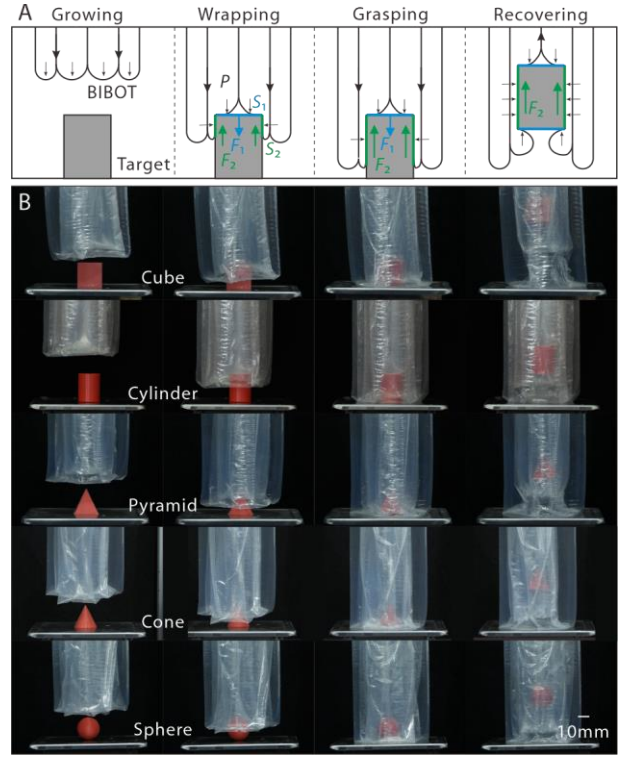 A
Growing
Wrapping
Grasping
Recovering
BIBOT
Target
P
S1
F1
F2
S2
F1
F2
F2
B
Cube
Cylinder
Pyramid
Cone
Sphere
10mm